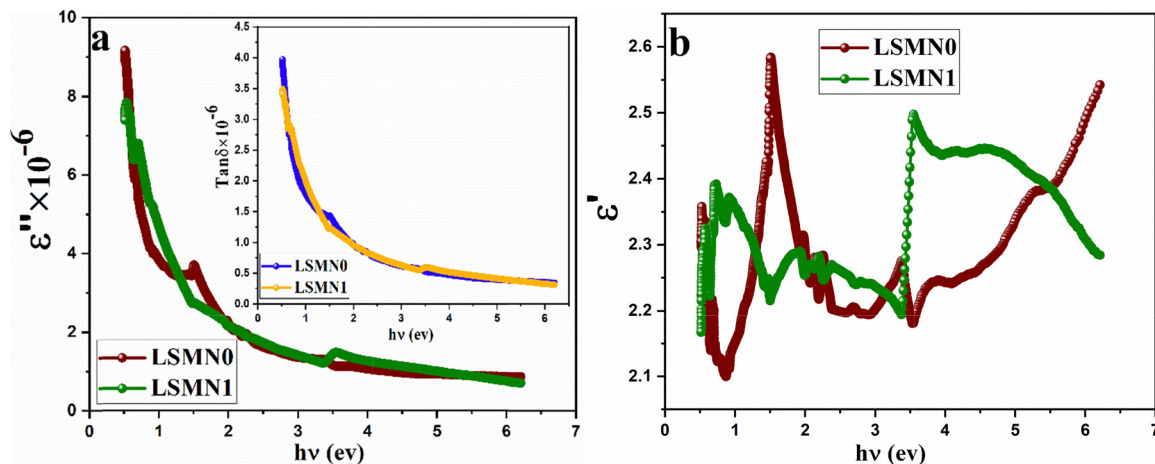 a
ε''×10⁻⁶
10
8
6
4
2
0
0 1 2 3 4 5 6 7
hν (ev)
LSMN0
LSMN1
Tanδ×10⁻⁶
4.5
4.0
3.5
3.0
2.5
2.0
1.5
1.0
0.5
0.0
0 1 2 3 4 5 6
hν (ev)
LSMN0
LSMN1
b
ε'
2.6
2.5
2.4
2.3
2.2
2.1
0 1 2 3 4 5 6 7
hν (ev)
LSMN0
LSMN1